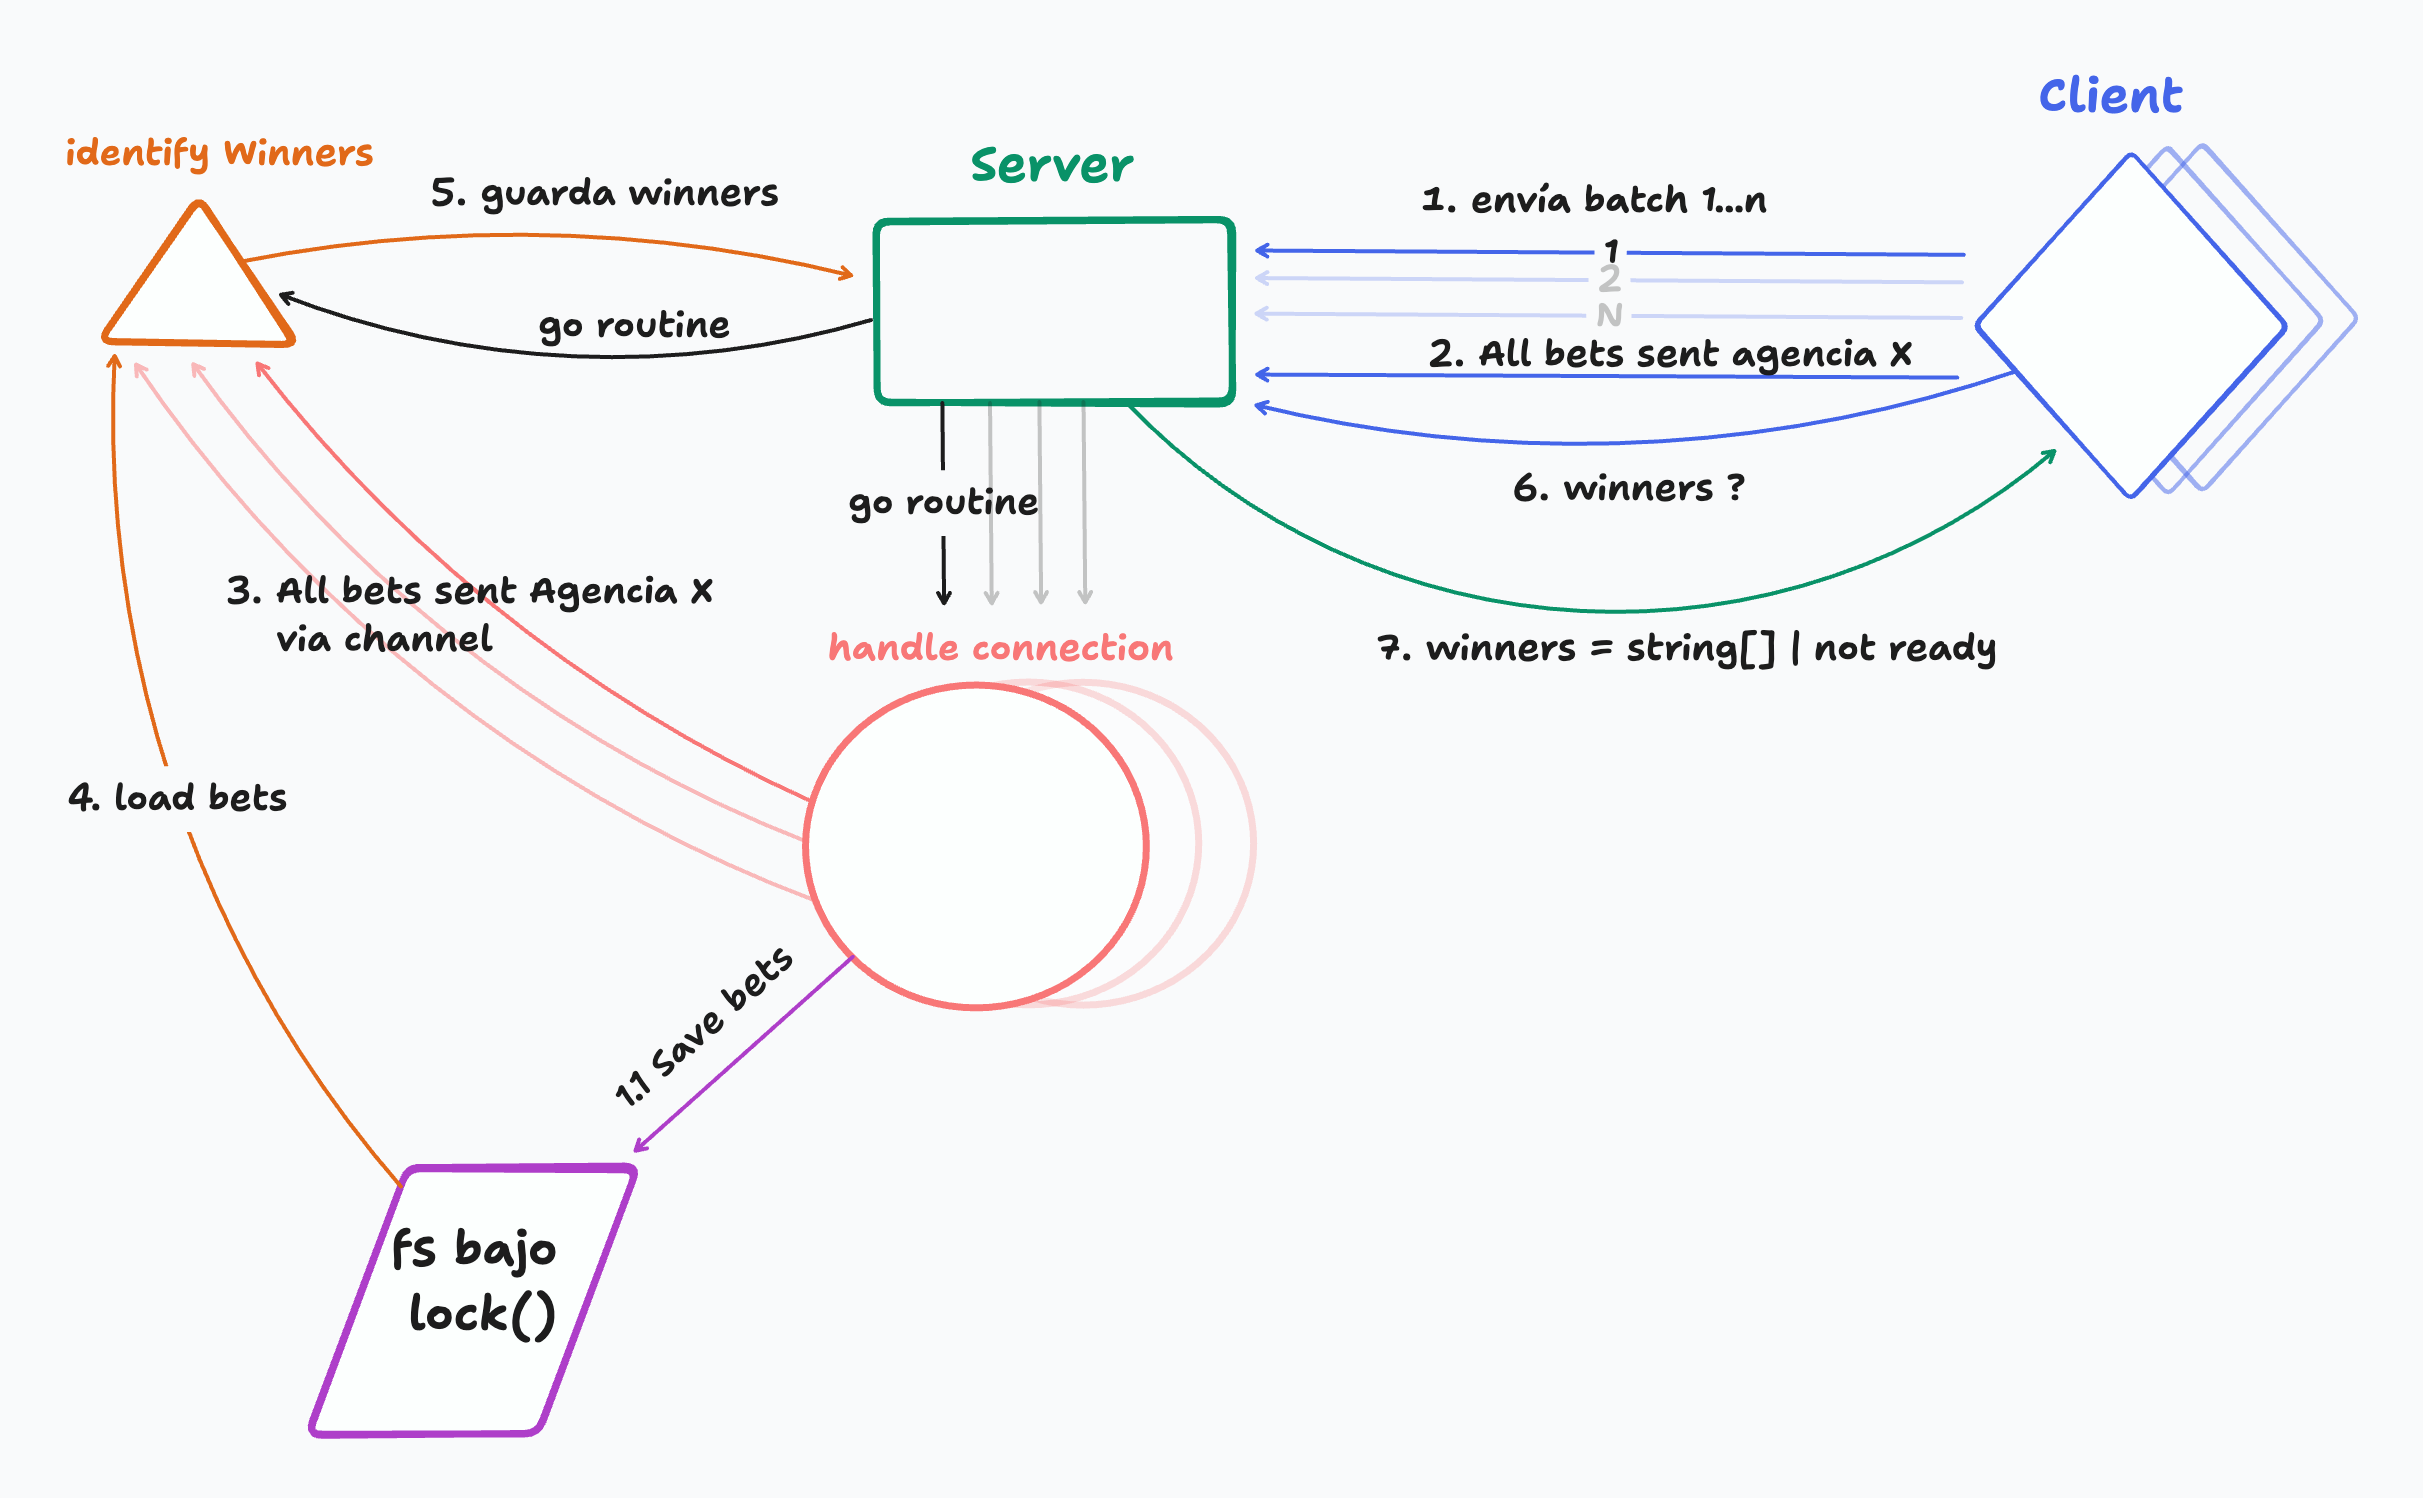 Client
identify Winners
Server
5. guarda winners
1. envía batch 1...n
1
2
N
go routine
2. All bets sent agencia X
6. winners ?
go routine
3. All bets sent Agencia X
via channel
handle connection
7. winners = string[] | not ready
4. load bets
1.1 Save bets
fs bajo
lock()